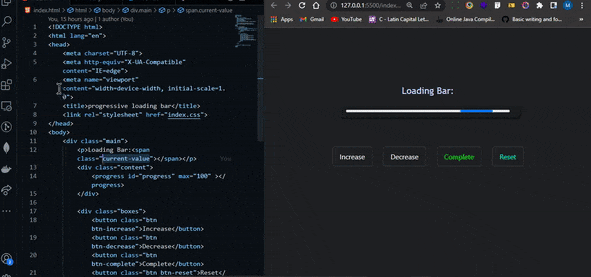 index.html > html > body > div.main > p > span.current-value
You, 15 hours ago | 1 author (You)
1 <!DOCTYPE html>
2 <html lang="en">
3 <head>
4 <meta charset="UTF-8">
5 <meta http-equiv="X-UA-Compatible"
content="IE=edge">
6 <meta name="viewport"
content="width=device-width, initial-scale=1.
0">
7 <title>progressive loading bar</title>
8 <link rel="stylesheet" href="index.css">
9 </head>
10 <body>
11 <div class="main">
12 <p>Loading Bar:<span
class="current-value"></span></p> You
13 <div class="content">
14 <progress id="progress" max="100" ></
progress>
15 </div>
16
17 <div class="boxes">
18 <button class="btn
btn-increase">Increase</button>
19 <button class="btn
btn-decrease">Decrease</button>
20 <button class="btn
btn-complete">Complete</button>
21 <button class="btn btn-reset">Reset</
127.0.0.1:5500/index....
M
Apps Gmail YouTube C - Latin Capital Let... Online Java Compil... Basic writing and fo... »
Loading Bar:
Increase Decrease Complete Reset